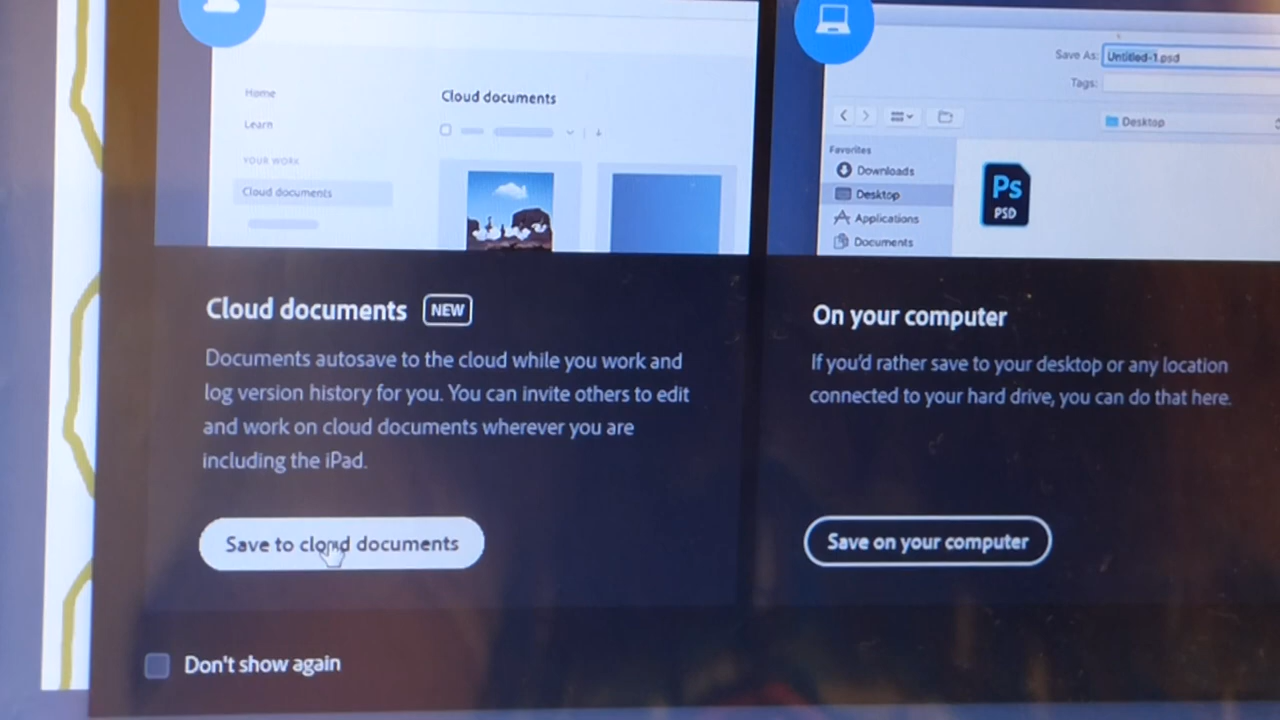 Home
Learn
YOUR WORK
Cloud documents
Cloud documents
Save As: Untitled-1.psd
Tags:
Desktop
Favorites
Downloads
Desktop
Applications
Documents
Ps
PSD
Cloud documents NEW
Documents autosave to the cloud while you work and
log version history for you. You can invite others to edit
and work on cloud documents wherever you are
including the iPad.
Save to cloud documents
On your computer
If you'd rather save to your desktop or any location
connected to your hard drive, you can do that here.
Save on your computer
Don't show again